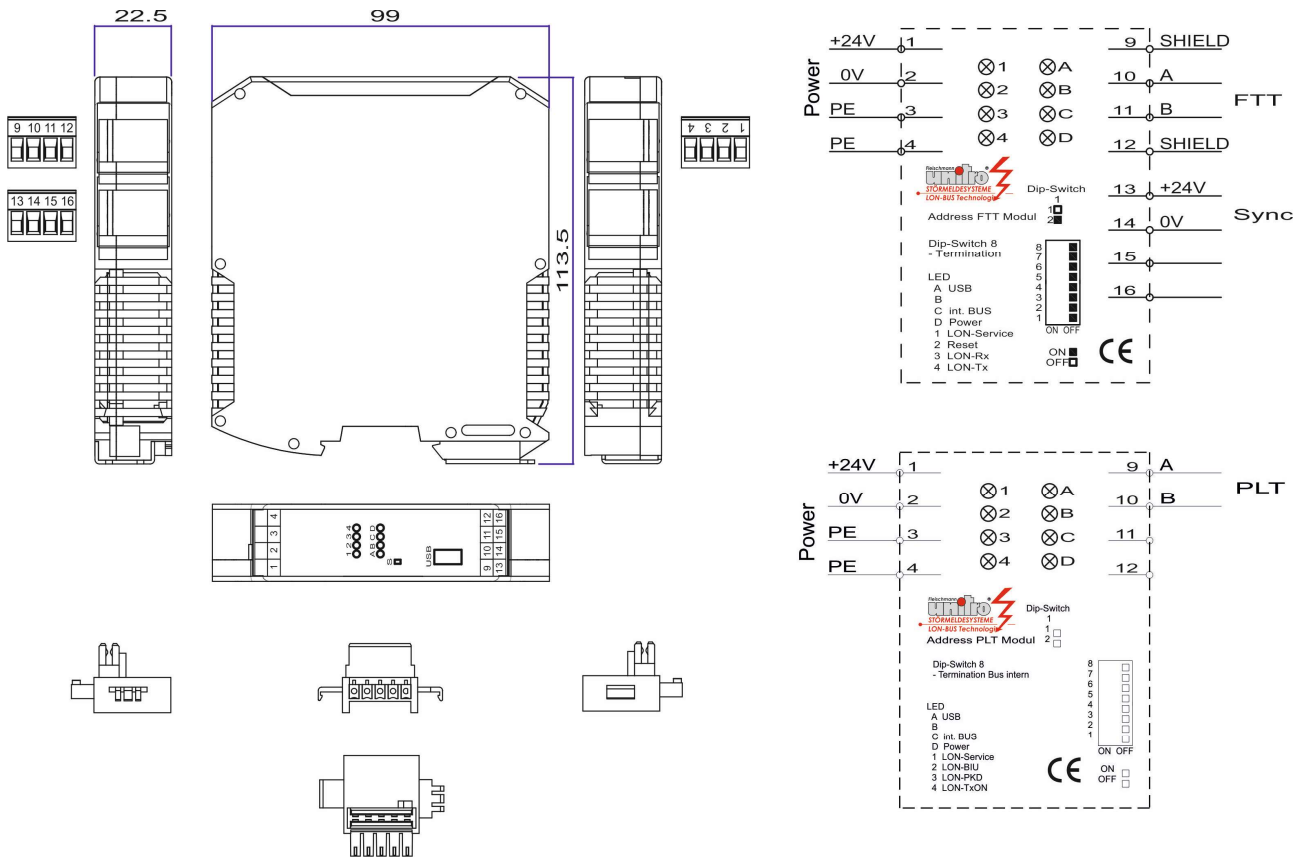 22.5
99
113.5
9 10 11 12
13 14 15 16
1 2 3 4
1 2 3 4
1 2 3 4
A B C D
S
USB
12 16
11 15
10 14
9 13
Power
+24V 1
0V 2
PE 3
PE 4
1 A
2 B
3 C
4 D
9 SHIELD
10 A
11 B
12 SHIELD
FTT
13 +24V
14 0V
15
16
Sync
Fleischmann
unitro ®
STÖRMELDESYSTEME
LON-BUS Technologie
Dip-Switch
1
1
2
Address FTT Modul
Dip-Switch 8
- Termination
8
7
6
5
4
3
2
1
ON OFF
LED
A USB
B
C int. BUS
D Power
1 LON-Service
2 Reset
3 LON-Rx
4 LON-Tx
ON
OFF
CE
Power
+24V 1
0V 2
PE 3
PE 4
1 A
2 B
3 C
4 D
9 A
10 B
11
12
PLT
Fleischmann
unitro ®
STÖRMELDESYSTEME
LON-BUS Technologie
Dip-Switch
1
1
2
Address PLT Modul
Dip-Switch 8
- Termination Bus intern
8
7
6
5
4
3
2
1
ON OFF
LED
A USB
B
C int. BUS
D Power
1 LON-Service
2 LON-BIU
3 LON-PKD
4 LON-TxON
ON
OFF
CE